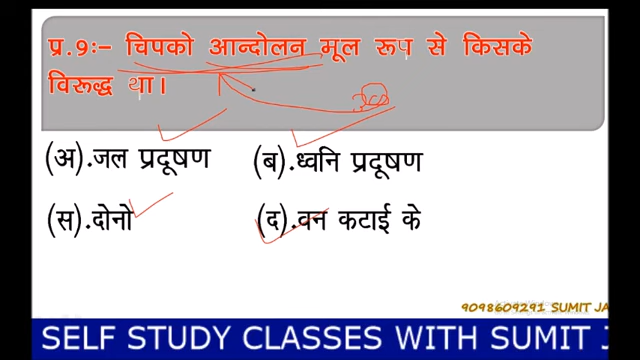 प्र.9ः- चिपको आन्दोलन मूल रूप से किसके
विरूद्ध था।
(अ).जल प्रदूषण (ब).ध्वनि प्रदूषण
(स).दोनो (द).वन कटाई के
9098609291 SUMIT JA
SELF STUDY CLASSES WITH SUMIT J